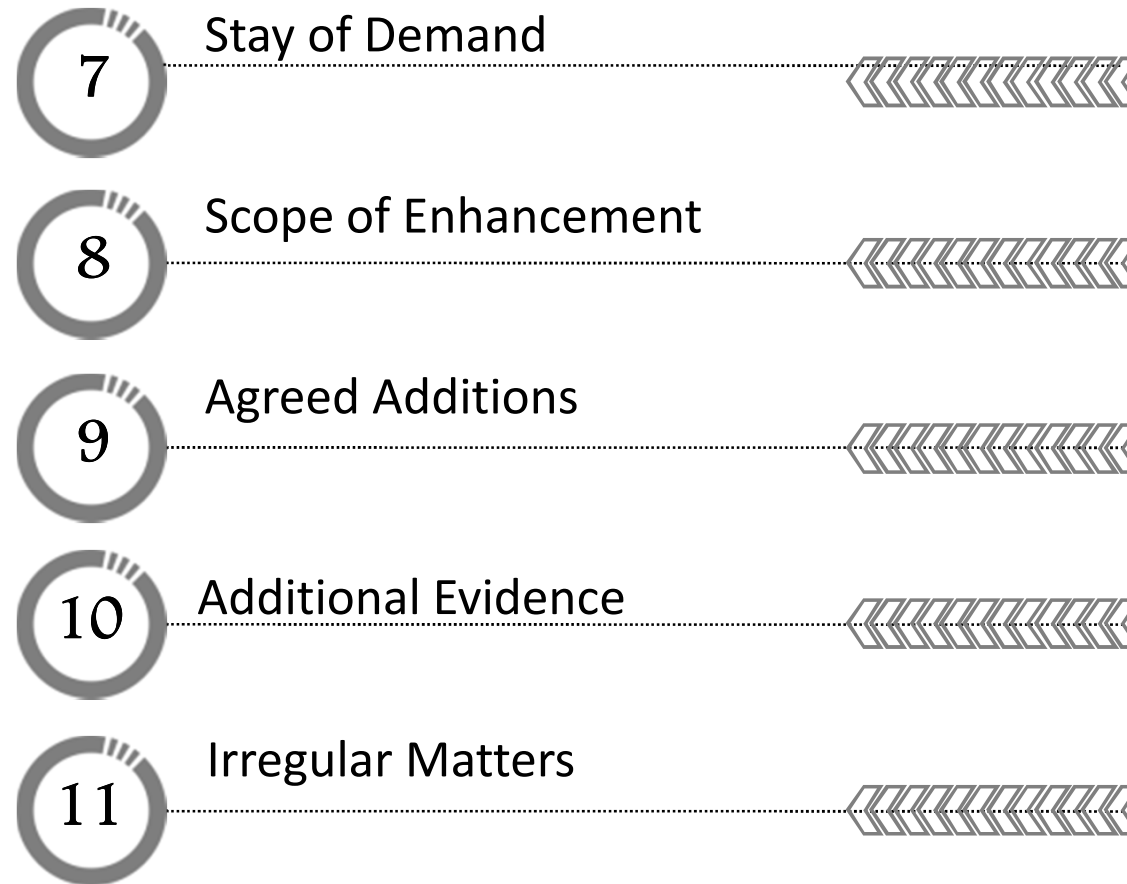 7 Stay of Demand
8 Scope of Enhancement
9 Agreed Additions
10 Additional Evidence
11 Irregular Matters